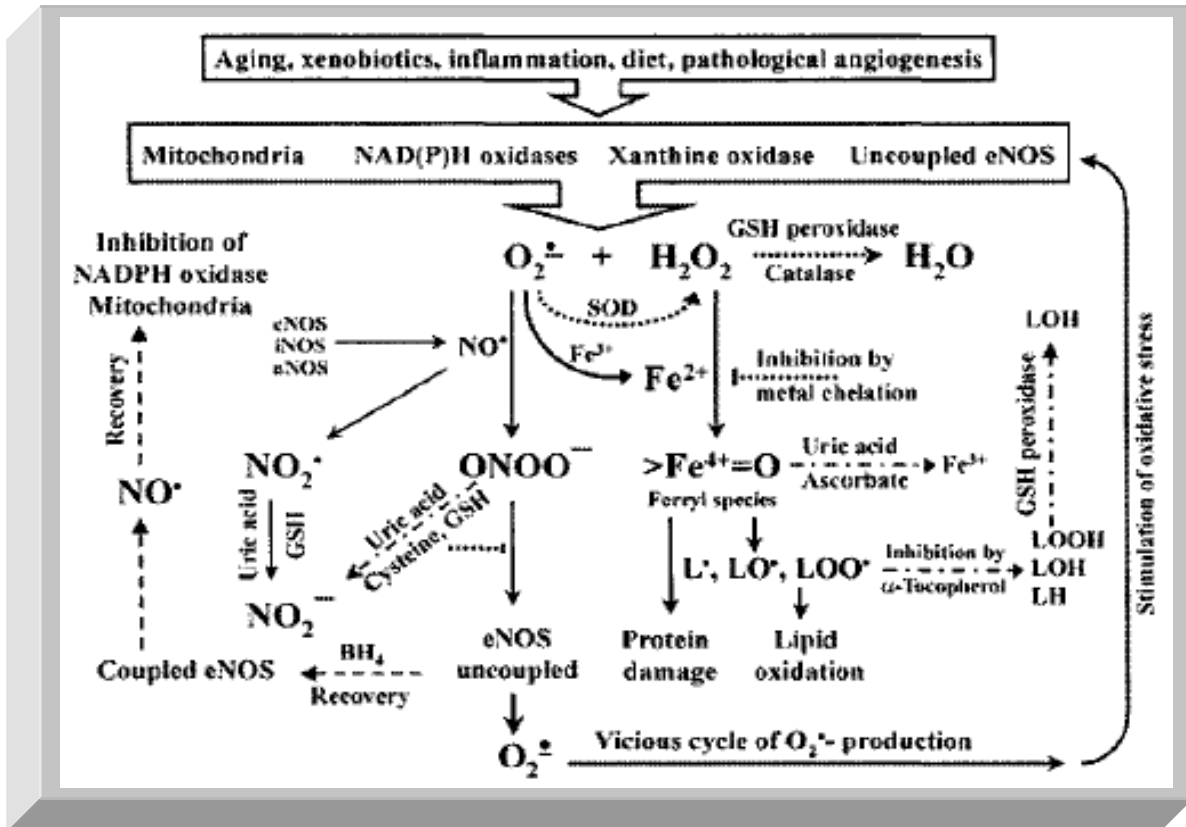 Aging, xenobiotics, inflammation, diet, pathological angiogenesis
Mitochondria NAD(P)H oxidases Xanthine oxidase Uncoupled eNOS
Inhibition of
NADPH oxidase
Mitochondria
O₂•− + H₂O₂
GSH peroxidase
Catalase
H₂O
SOD
eNOS
iNOS
nNOS
NO•
Fe³⁺
Fe²⁺
Inhibition by
metal chelation
LOH
GSH peroxidase
Stimulation of oxidative stress
Recovery
NO•
NO₂•
Uric acid
GSH
NO₂−
ONOO−
Uric acid
Cysteine, GSH
>Fe⁴⁺=O
Ferryl species
Uric acid
Ascorbate
Fe³⁺
L•, LO•, LOO•
Inhibition by
α-Tocopherol
LOOH
LOH
LH
Coupled eNOS
BH₄
Recovery
eNOS
uncoupled
Protein
damage
Lipid
oxidation
O₂•−
Vicious cycle of O₂•- production